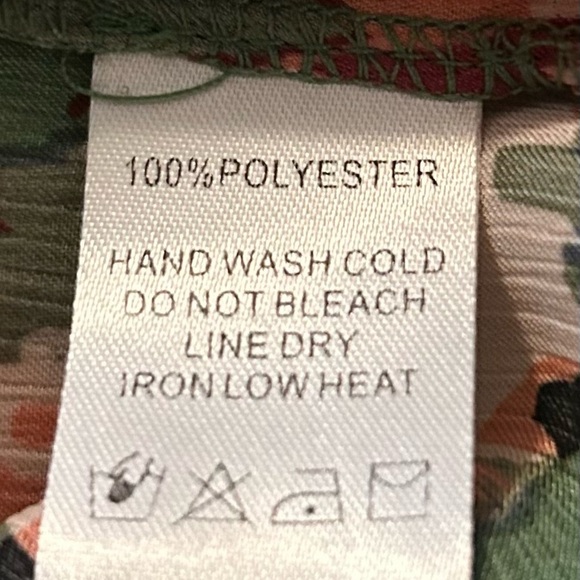 100%POLYESTER
HAND WASH COLD
DO NOT BLEACH
LINE DRY
IRON LOW HEAT